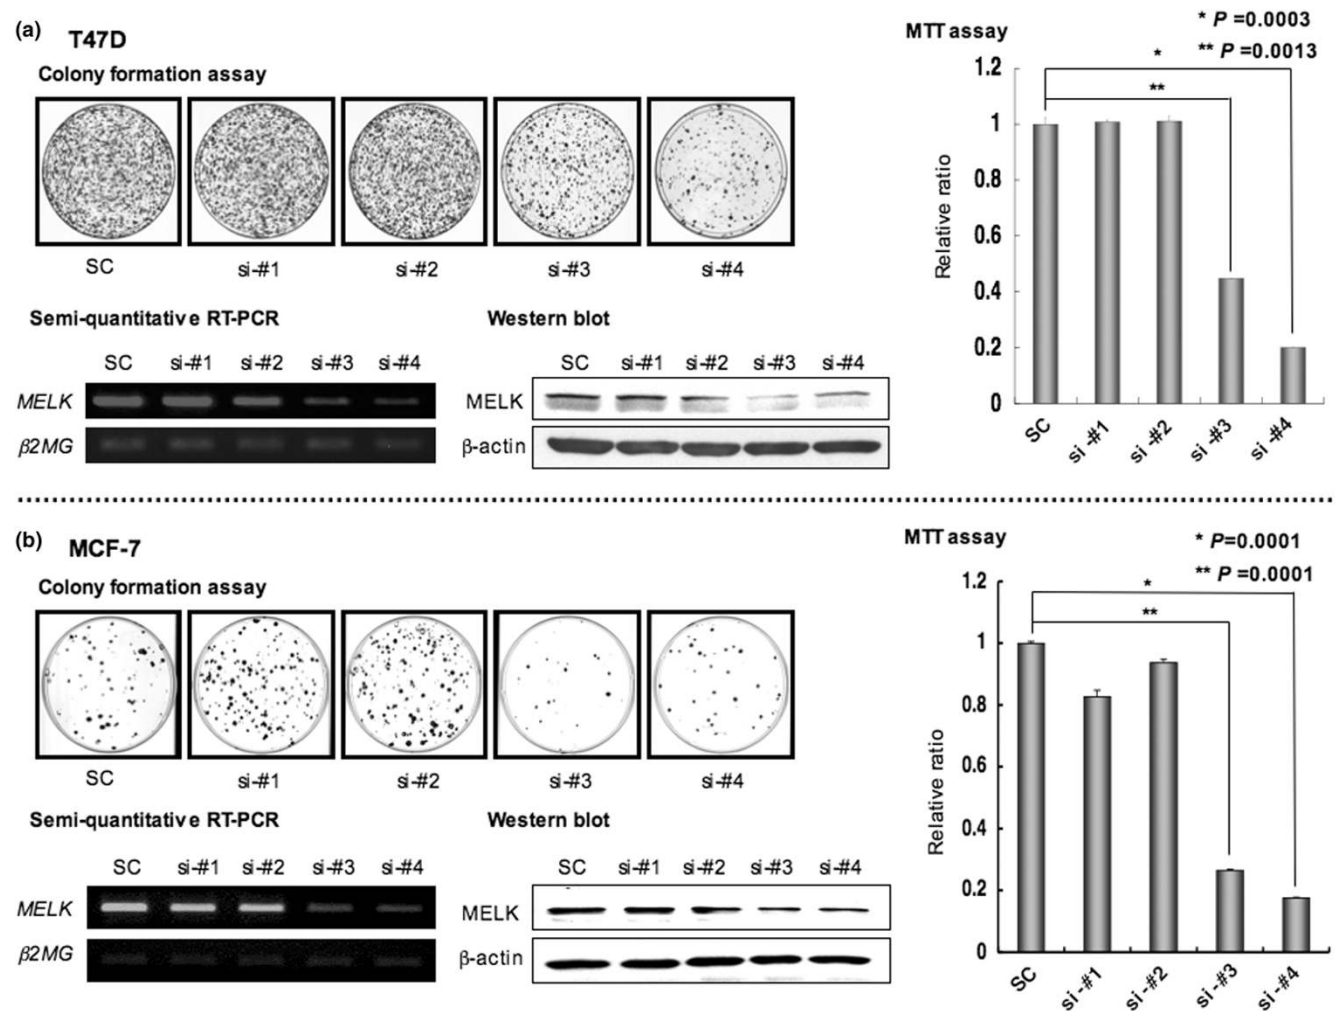 (a) T47D
Colony formation assay
SC si-#1 si-#2 si-#3 si-#4
Semi-quantitative RT-PCR
SC si-#1 si-#2 si-#3 si-#4
MELK
β2MG
Western blot
SC si-#1 si-#2 si-#3 si-#4
MELK
β-actin
MTT assay
* P =0.0003
** P =0.0013
*
**
Relative ratio
1.2
1
0.8
0.6
0.4
0.2
0
SC si-#1 si-#2 si-#3 si-#4
(b) MCF-7
Colony formation assay
SC si-#1 si-#2 si-#3 si-#4
Semi-quantitative RT-PCR
SC si-#1 si-#2 si-#3 si-#4
MELK
β2MG
Western blot
SC si-#1 si-#2 si-#3 si-#4
MELK
β-actin
MTT assay
* P=0.0001
** P =0.0001
*
**
Relative ratio
1.2
1
0.8
0.6
0.4
0.2
0
SC si-#1 si-#2 si-#3 si-#4